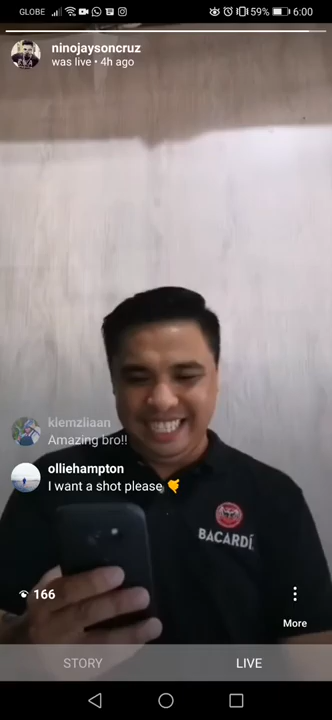 GLOBE 59% 6:00
ninojaysoncruz
was live • 4h ago
klemzliaan
Amazing bro!!
olliehampton
I want a shot please 🤙
BACARDÍ.
166
More
STORY LIVE